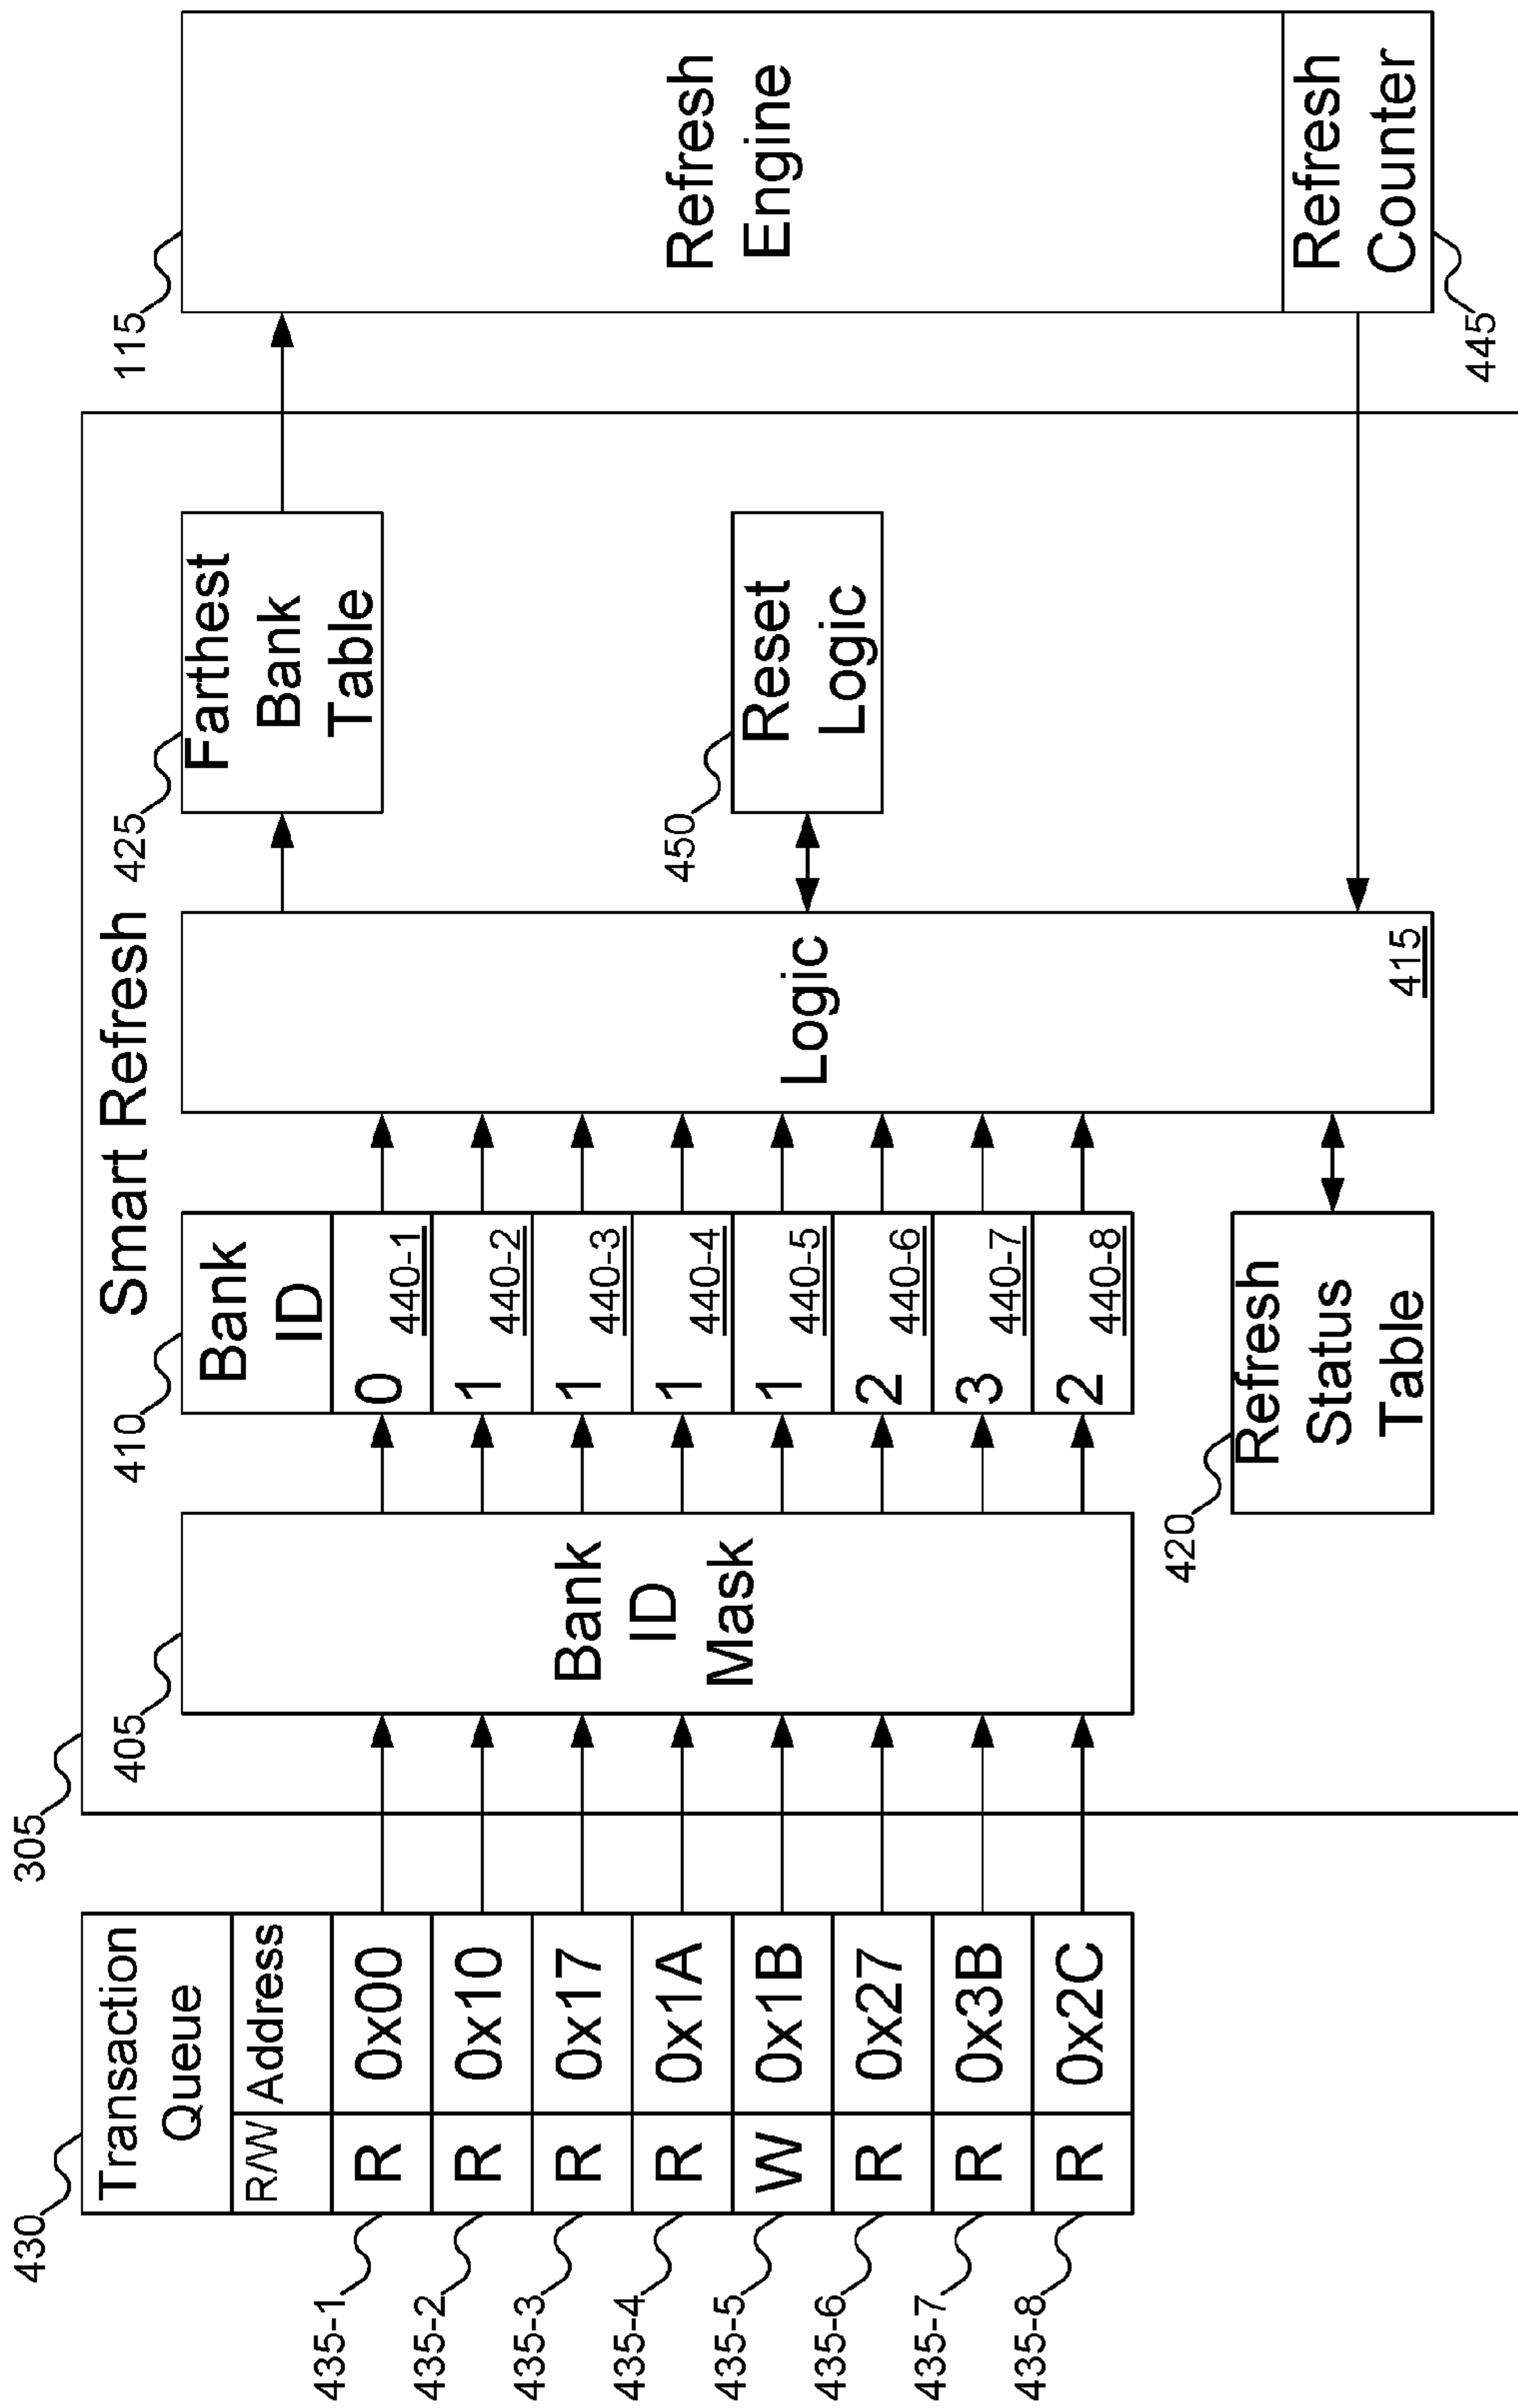 430
Transaction
Queue
R/W Address
435-1 R 0x00
435-2 R 0x10
435-3 R 0x17
435-4 R 0x1A
435-5 W 0x1B
435-6 R 0x27
435-7 R 0x3B
435-8 R 0x2C
305
Smart Refresh
405
Bank
ID
Mask
410
Bank
ID
0 440-1
1 440-2
1 440-3
1 440-4
1 440-5
2 440-6
3 440-7
2 440-8
420
Refresh
Status
Table
Logic
415
425
Farthest
Bank
Table
450
Reset
Logic
115
Refresh
Engine
Refresh
Counter
445